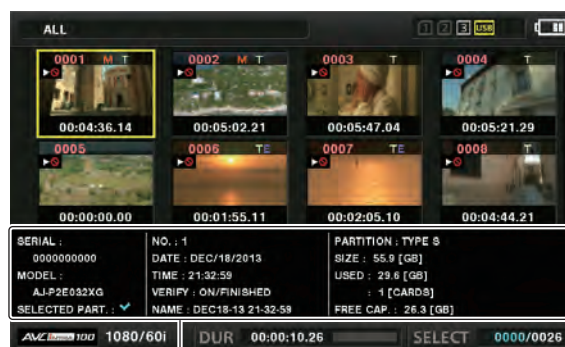 ALL
1 2 3 USB
0001 M T
0002 M T
0003 T
0004 T
00:04:36.14
00:05:02.21
00:05:47.04
00:05:21.29
0005
0006 TE
0007 TE
0008 T
00:00:00.00
00:01:55.11
00:02:05.10
00:04:44.21
SERIAL :
0000000000
MODEL :
AJ-P2E032XG
SELECTED PART. :
NO. : 1
DATE : DEC/18/2013
TIME : 21:32:59
VERIFY : ON/FINISHED
NAME : DEC18-13 21-32-59
PARTITION : TYPE S
SIZE : 55.9 [GB]
USED : 29.6 [GB]
: 1 [CARDS]
FREE CAP. : 26.3 [GB]
AVC Intra 100 1080/60i
DUR 00:00:10.26
SELECT 0000/0026